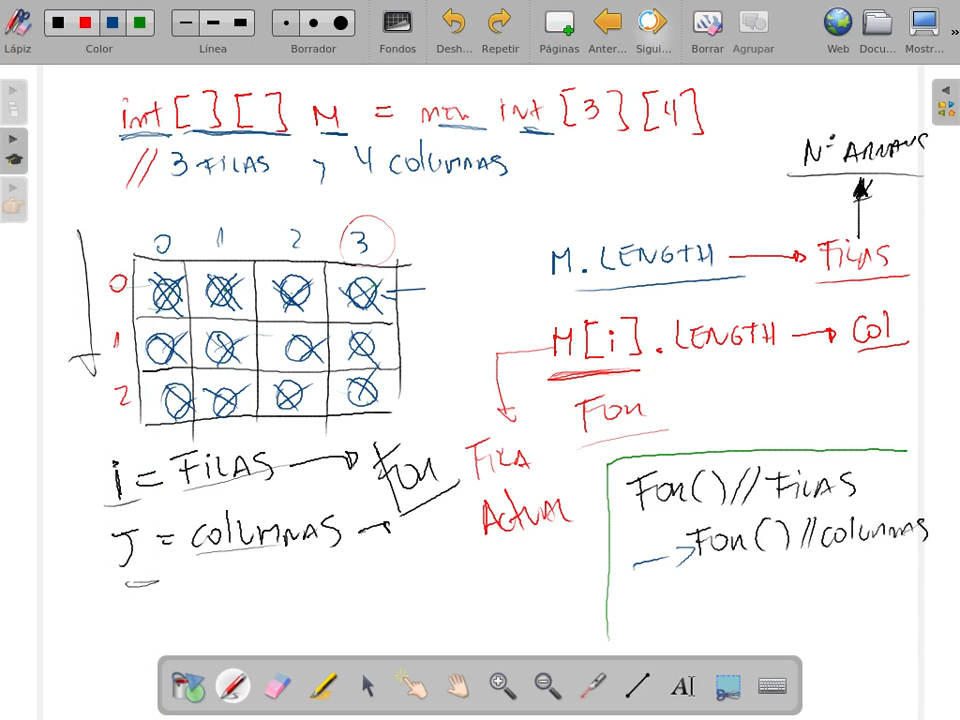 Lápiz
Color
Línea
Borrador
Fondos
Desh...
Repetir
Páginas
Anter...
Sigui...
Borrar
Agrupar
Web
Docu...
Mostr...
»
int[][] M = new int[3][4]
// 3 FILAS , 4 columnas
Nº
0 1 2 3
0
1
2
M. LENGTH → FILAS
M[i]. LENGTH → Col
For
i = FILAS → For
J = columnas →
Fila
Actual
For() // FILAS
→ For() // columnas
AI